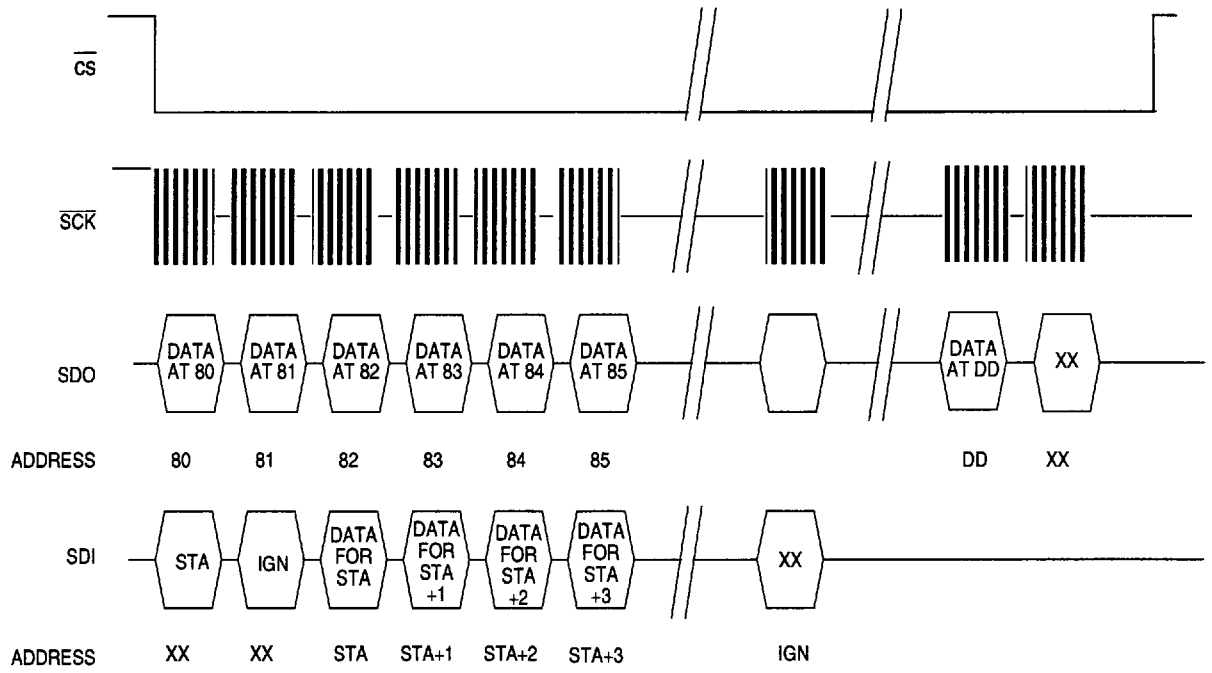 CS
SCK
SDO
DATA AT 80
DATA AT 81
DATA AT 82
DATA AT 83
DATA AT 84
DATA AT 85
DATA AT DD
XX
ADDRESS 80 81 82 83 84 85 DD XX
SDI
STA
IGN
DATA FOR STA
DATA FOR STA +1
DATA FOR STA +2
DATA FOR STA +3
XX
ADDRESS XX XX STA STA+1 STA+2 STA+3 IGN